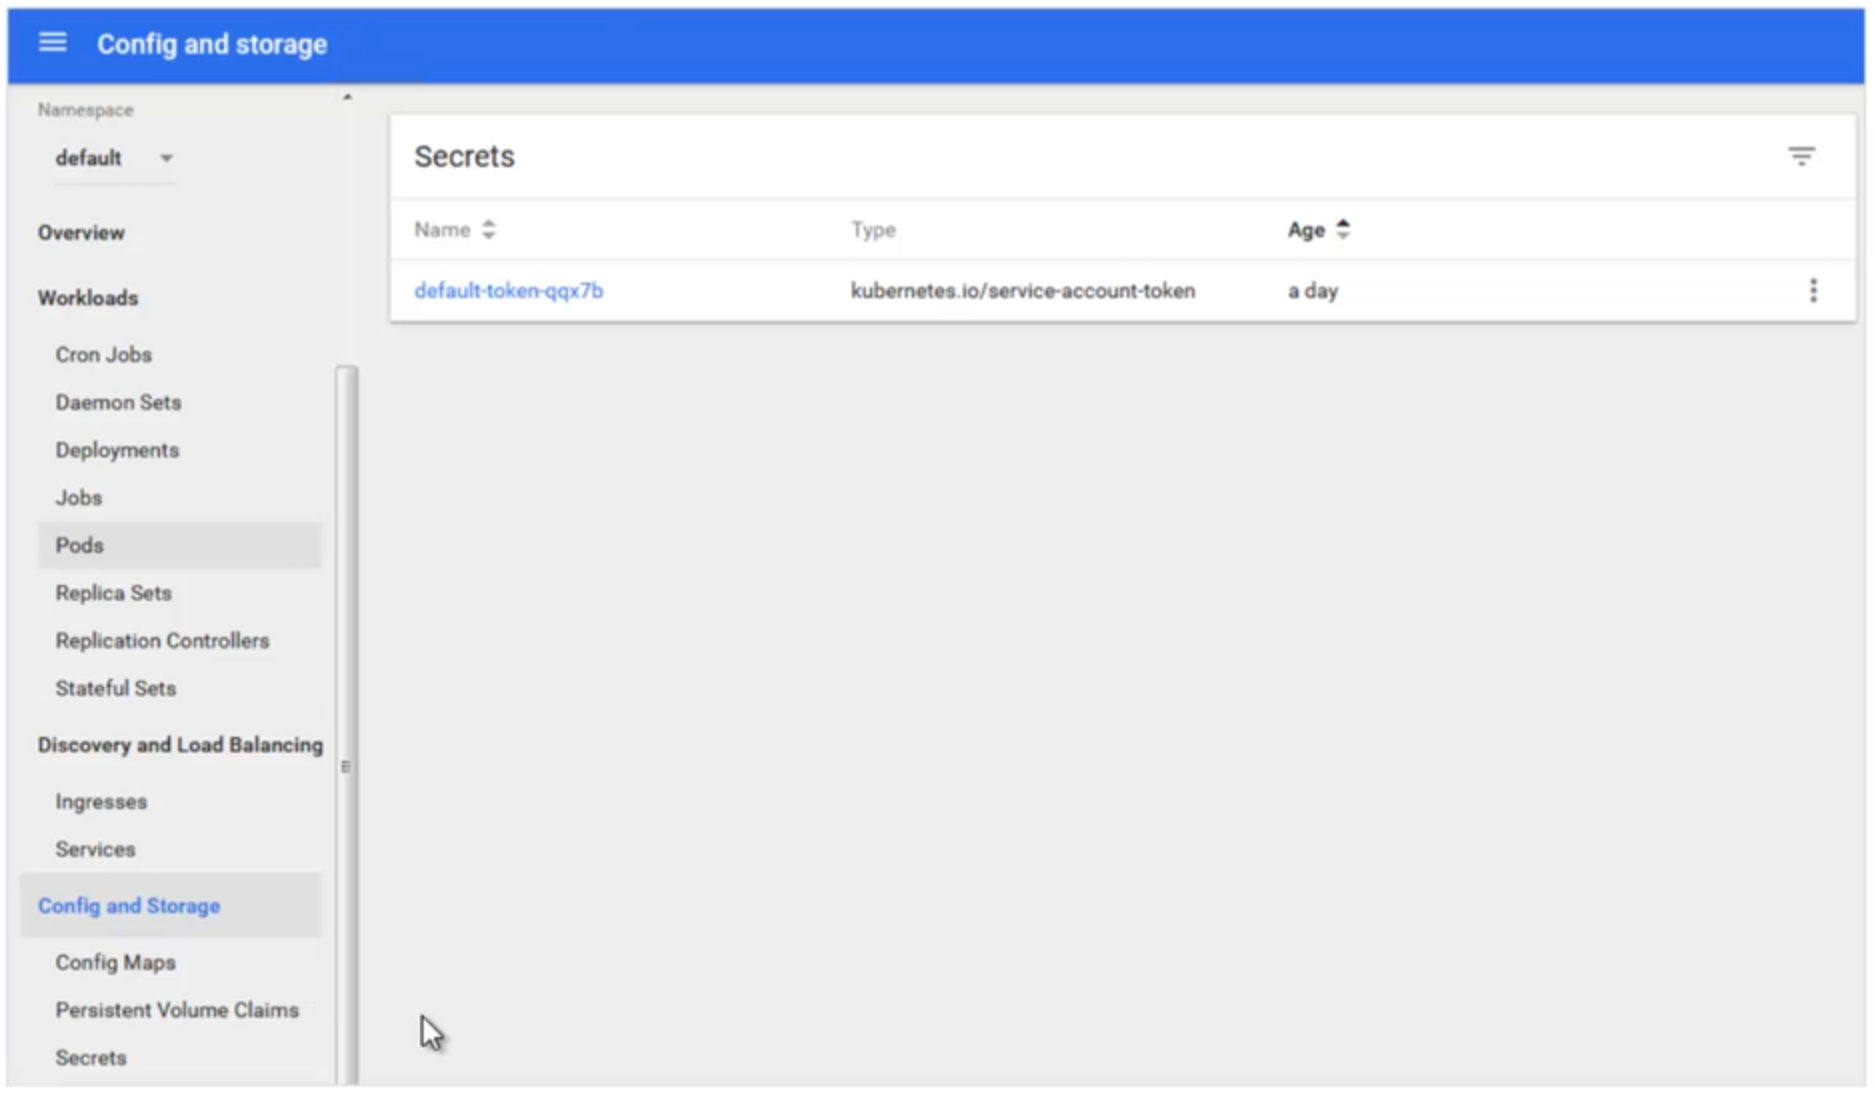 Config and storage
Namespace
default
Overview
Workloads
Cron Jobs
Daemon Sets
Deployments
Jobs
Pods
Replica Sets
Replication Controllers
Stateful Sets
Discovery and Load Balancing
Ingresses
Services
Config and Storage
Config Maps
Persistent Volume Claims
Secrets
Secrets
Name Type Age
default-token-qqx7b kubernetes.io/service-account-token a day